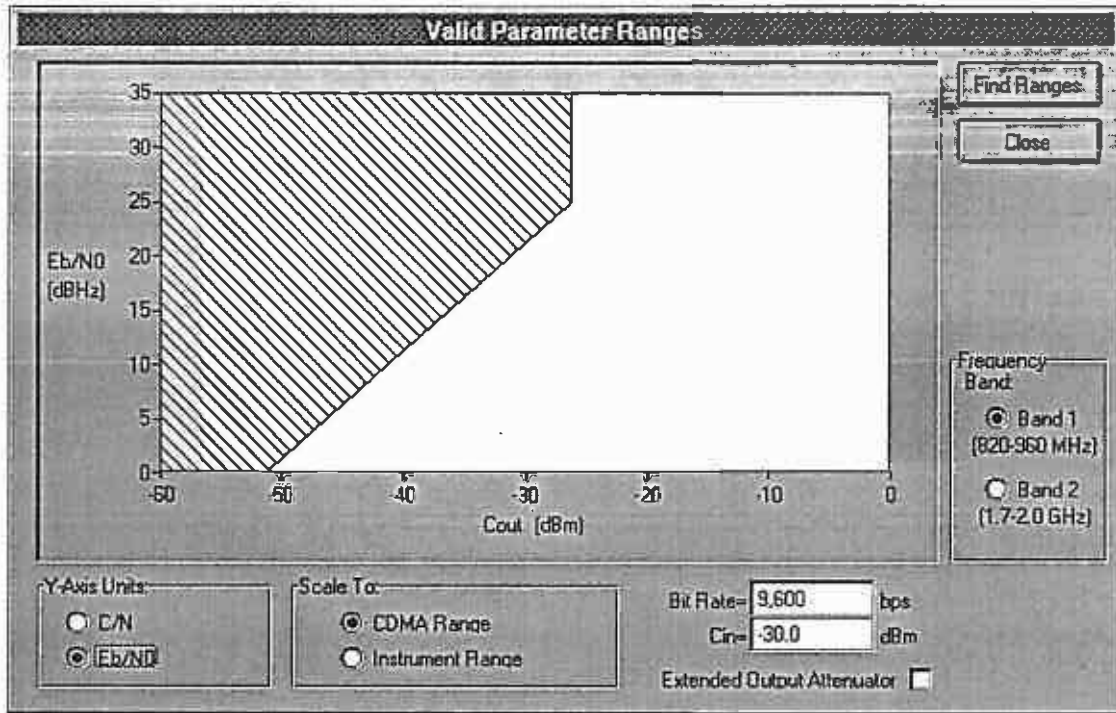 Valid Parameter Ranges
Find Ranges
Close
35
30
25
20
15
10
5
0
Eb/N0
(dBHz)
-60
-50
-40
-30
-20
-10
0
Cout (dBm)
Frequency
Band:
Band 1
(820-960 MHz)
Band 2
(1.7-2.0 GHz)
Y-Axis Units:
C/N
Eb/N0
Scale To:
CDMA Range
Instrument Range
Bit Rate= 9,600 bps
Cin= -30.0 dBm
Extended Output Attenuator